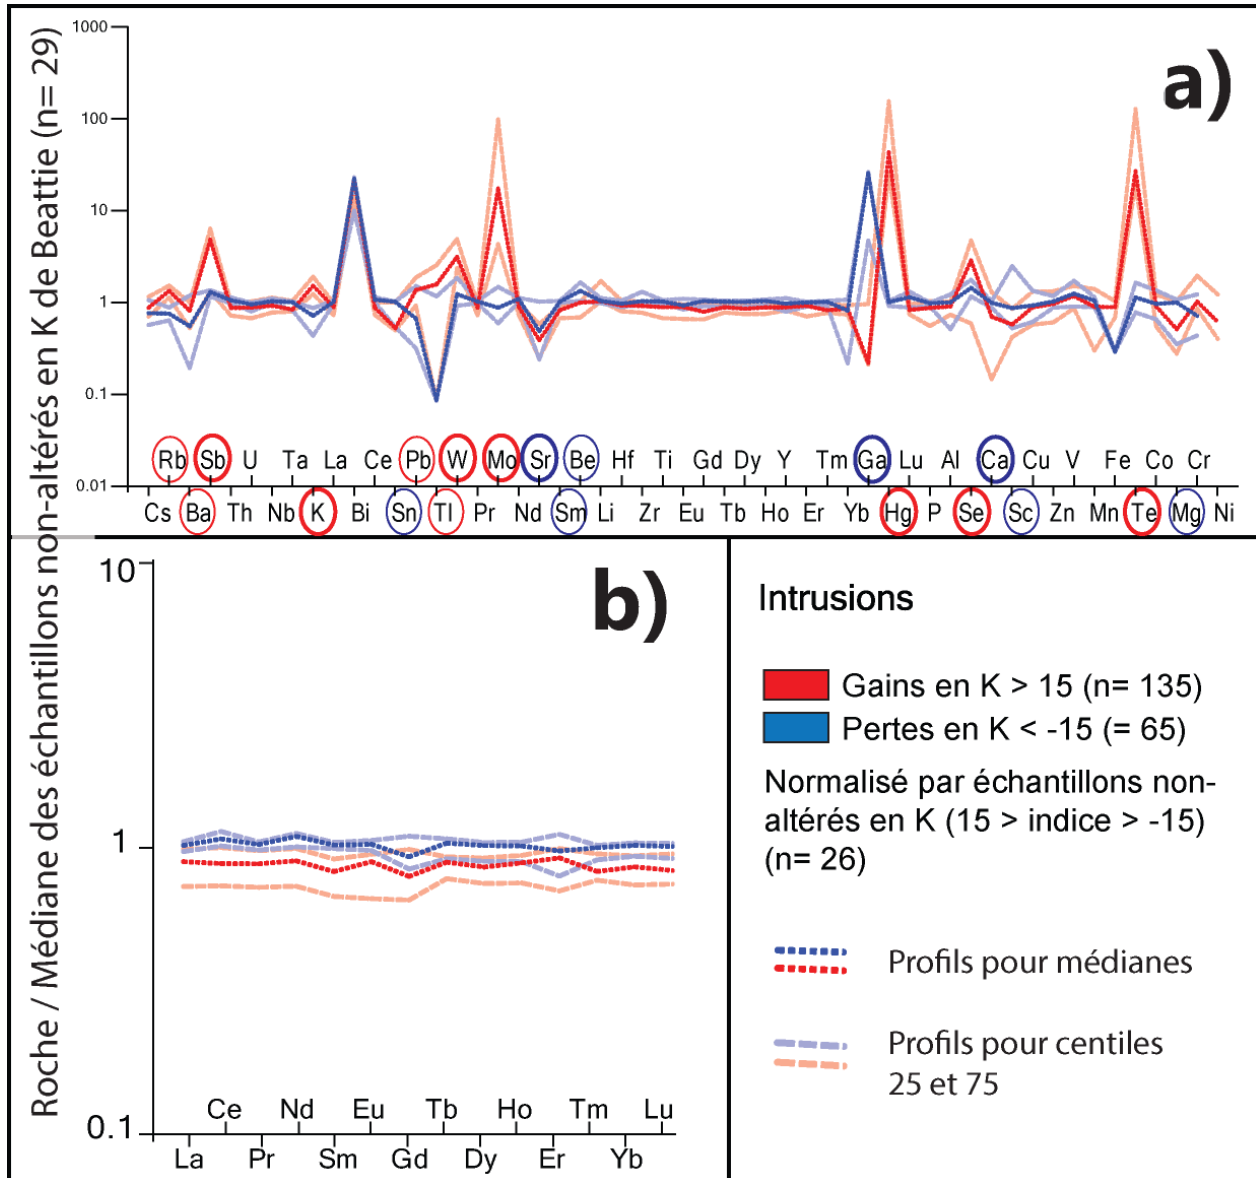 Roche / Médiane des échantillons non-altérés en K de Beattie (n= 29)
a)
1000
100
10
1
0.1
0.01
Rb Sb U Ta La Ce Pb W Mo Sr Be Hf Ti Gd Dy Y Tm Ga Lu Al Ca Cu V Fe Co Cr
Cs Ba Th Nb K Bi Sn Tl Pr Nd Sm Li Zr Eu Tb Ho Er Yb Hg P Se Sc Zn Mn Te Mg Ni
b)
10
1
0.1
Ce Nd Eu Tb Ho Tm Lu
La Pr Sm Gd Dy Er Yb
Intrusions
Gains en K > 15 (n= 135)
Pertes en K < -15 (= 65)
Normalisé par échantillons non-
altérés en K (15 > indice > -15)
(n= 26)
Profils pour médianes
Profils pour centiles
25 et 75